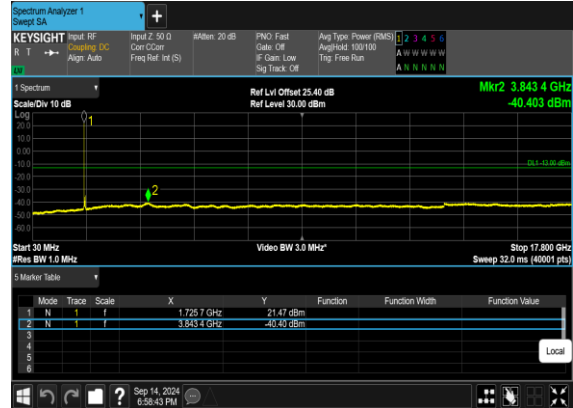 Spectrum Analyzer 1
Swept SA
+
KEYSIGHT
R T
LM
Input: RF
Coupling: DC
Align: Auto
Input Z: 50 Ω
Corr CCorr
Freq Ref: Int (S)
#Atten: 20 dB
PNO: Fast
Gate: Off
IF Gain: Low
Sig Track: Off
Avg Type: Power (RMS)
Avg|Hold: 100/100
Trig: Free Run
1 2 3 4 5 6
A W W W W W
A N N N N N
1 Spectrum
Scale/Div 10 dB
Ref Lvl Offset 25.40 dB
Ref Level 30.00 dBm
Mkr2 3.843 4 GHz
-40.403 dBm
Log
20.0
10.0
0.00
-10.0
-20.0
-30.0
-40.0
-50.0
-60.0
1
2
DL1 -13.00 dBm
Start 30 MHz
#Res BW 1.0 MHz
Video BW 3.0 MHz*
Stop 17.800 GHz
Sweep 32.0 ms (40001 pts)
5 Marker Table
Mode Trace Scale X Y Function Function Width Function Value
1 N 1 f 1.725 7 GHz 21.47 dBm
2 N 1 f 3.843 4 GHz -40.40 dBm
3
4
5
6
Local
?
Sep 14, 2024
6:58:43 PM